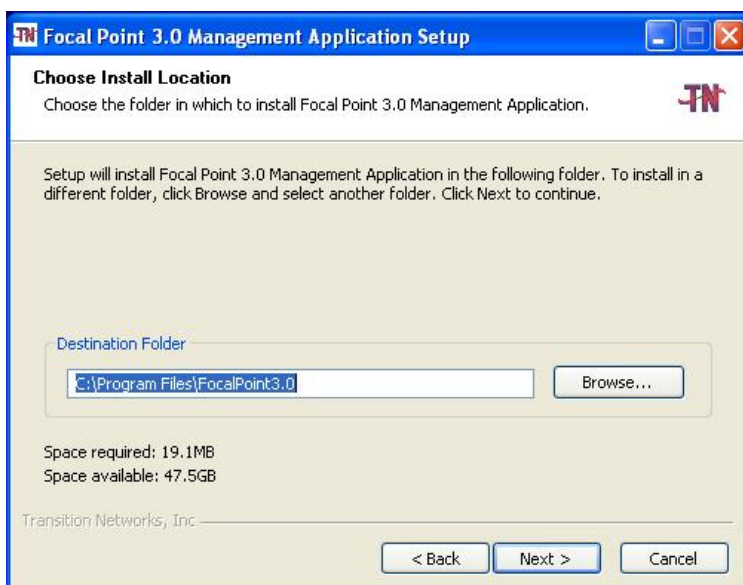 TN Focal Point 3.0 Management Application Setup
Choose Install Location
Choose the folder in which to install Focal Point 3.0 Management Application.
TN
Setup will install Focal Point 3.0 Management Application in the following folder. To install in a
different folder, click Browse and select another folder. Click Next to continue.
Destination Folder
C:\Program Files\FocalPoint3.0
Browse...
Space required: 19.1MB
Space available: 47.5GB
Transition Networks, Inc
< Back
Next >
Cancel